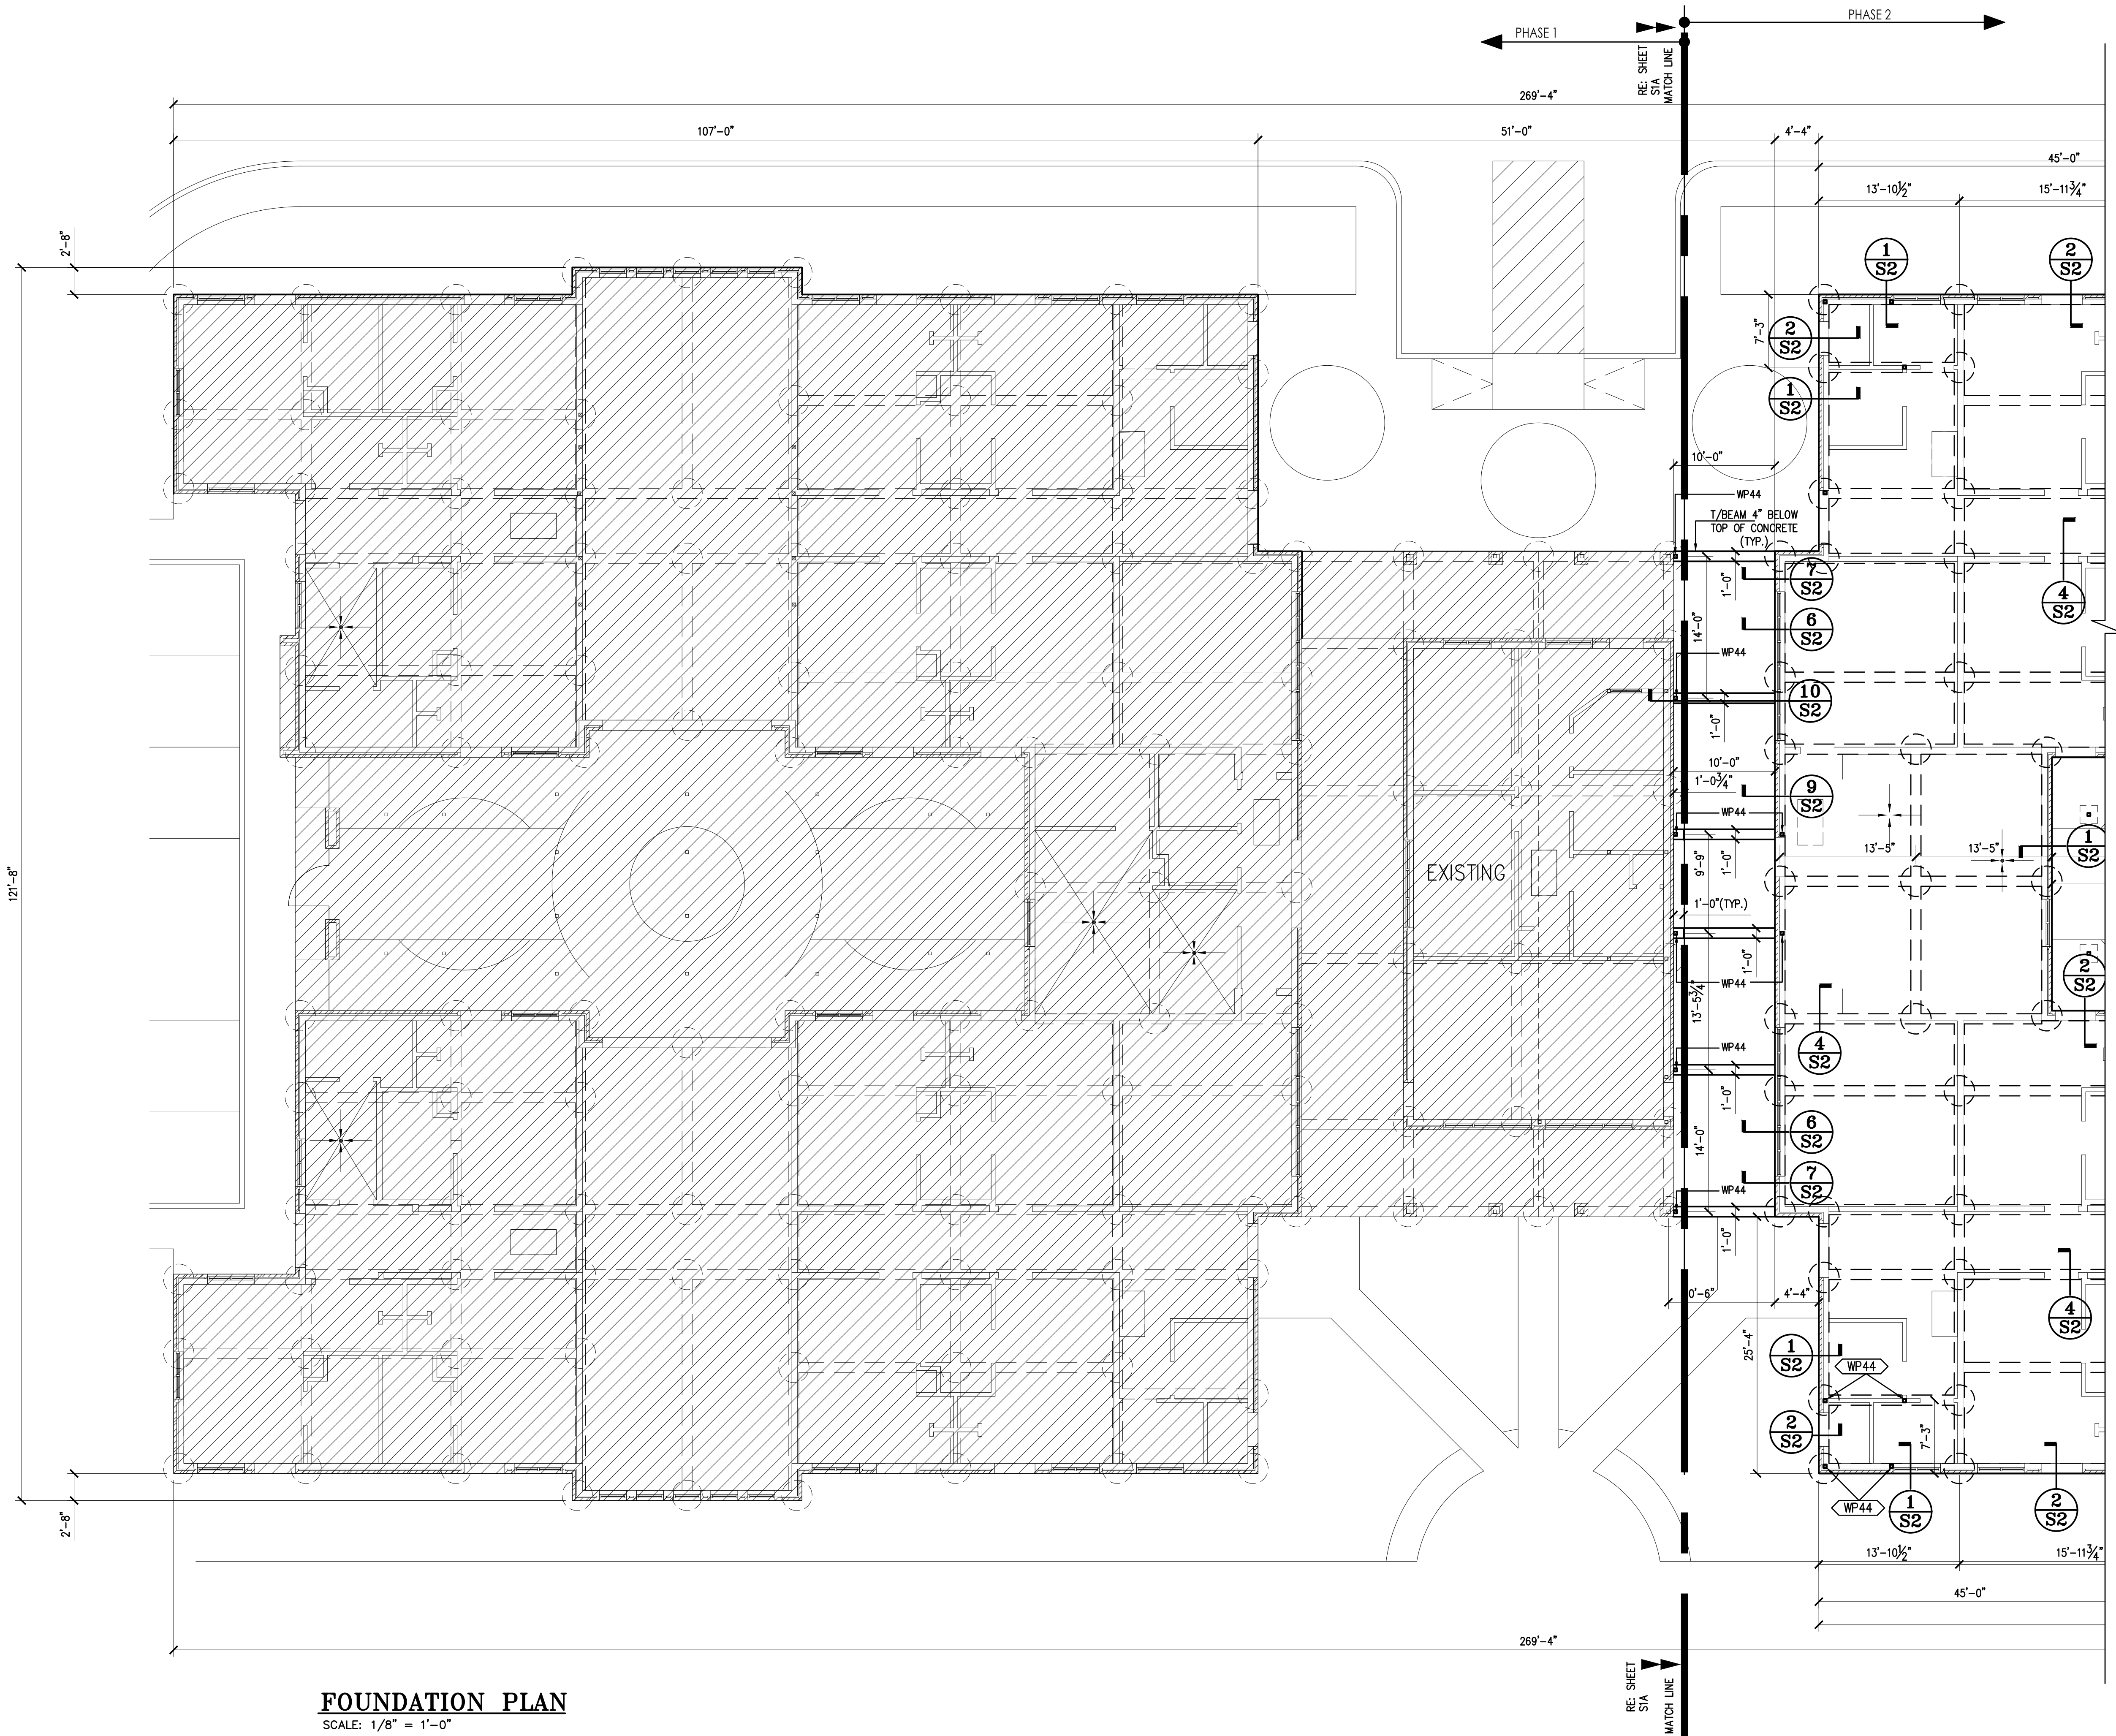 PHASE 2
PHASE 1
RE: SHEET
S1A
MATCH LINE
269'-4"
107'-0"
51'-0"
4'-4"
45'-0"
13'-10½"
15'-11¾"
2'-8"
1
S2
2
S2
7'-3"
2
S2
1
S2
10'-0"
WP44
T/BEAM 4" BELOW
TOP OF CONCRETE
(TYP.)
7
S2
1'-0"
4
S2
6
S2
14'-0"
WP44
10
S2
1'-0"
10'-0"
1'-0¾"
9
S2
WP44
13'-5"
13'-5"
1
S2
9'-9"
1'-0"
EXISTING
121'-8"
1'-0"(TYP.)
1'-0"
2
S2
WP44
13'-5¾"
4
S2
WP44
1'-0"
6
S2
14'-0"
7
S2
WP44
1'-0"
4
S2
0'-6"
4'-4"
25'-4"
1
S2
WP44
2
S2
7'-3"
WP44
1
S2
2
S2
2'-8"
13'-10½"
15'-11¾"
45'-0"
269'-4"
RE: SHEET
S1A
MATCH LINE
FOUNDATION PLAN
SCALE: 1/8" = 1'-0"